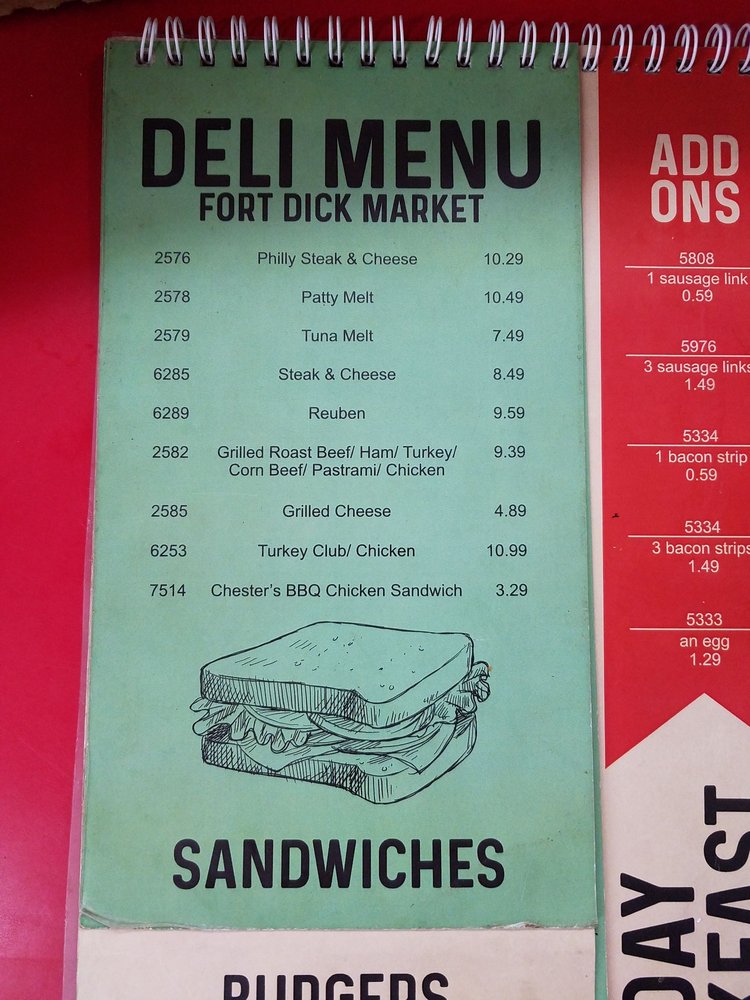 DELI MENU
FORT DICK MARKET
2576 Philly Steak & Cheese 10.29
2578 Patty Melt 10.49
2579 Tuna Melt 7.49
6285 Steak & Cheese 8.49
6289 Reuben 9.59
2582 Grilled Roast Beef/ Ham/ Turkey/ 9.39
Corn Beef/ Pastrami/ Chicken
2585 Grilled Cheese 4.89
6253 Turkey Club/ Chicken 10.99
7514 Chester's BBQ Chicken Sandwich 3.29
SANDWICHES
BURGERS
ADD
ONS
5808
1 sausage link
0.59
5976
3 sausage links
1.49
5334
1 bacon strip
0.59
5334
3 bacon strips
1.49
5333
an egg
1.29
DAY